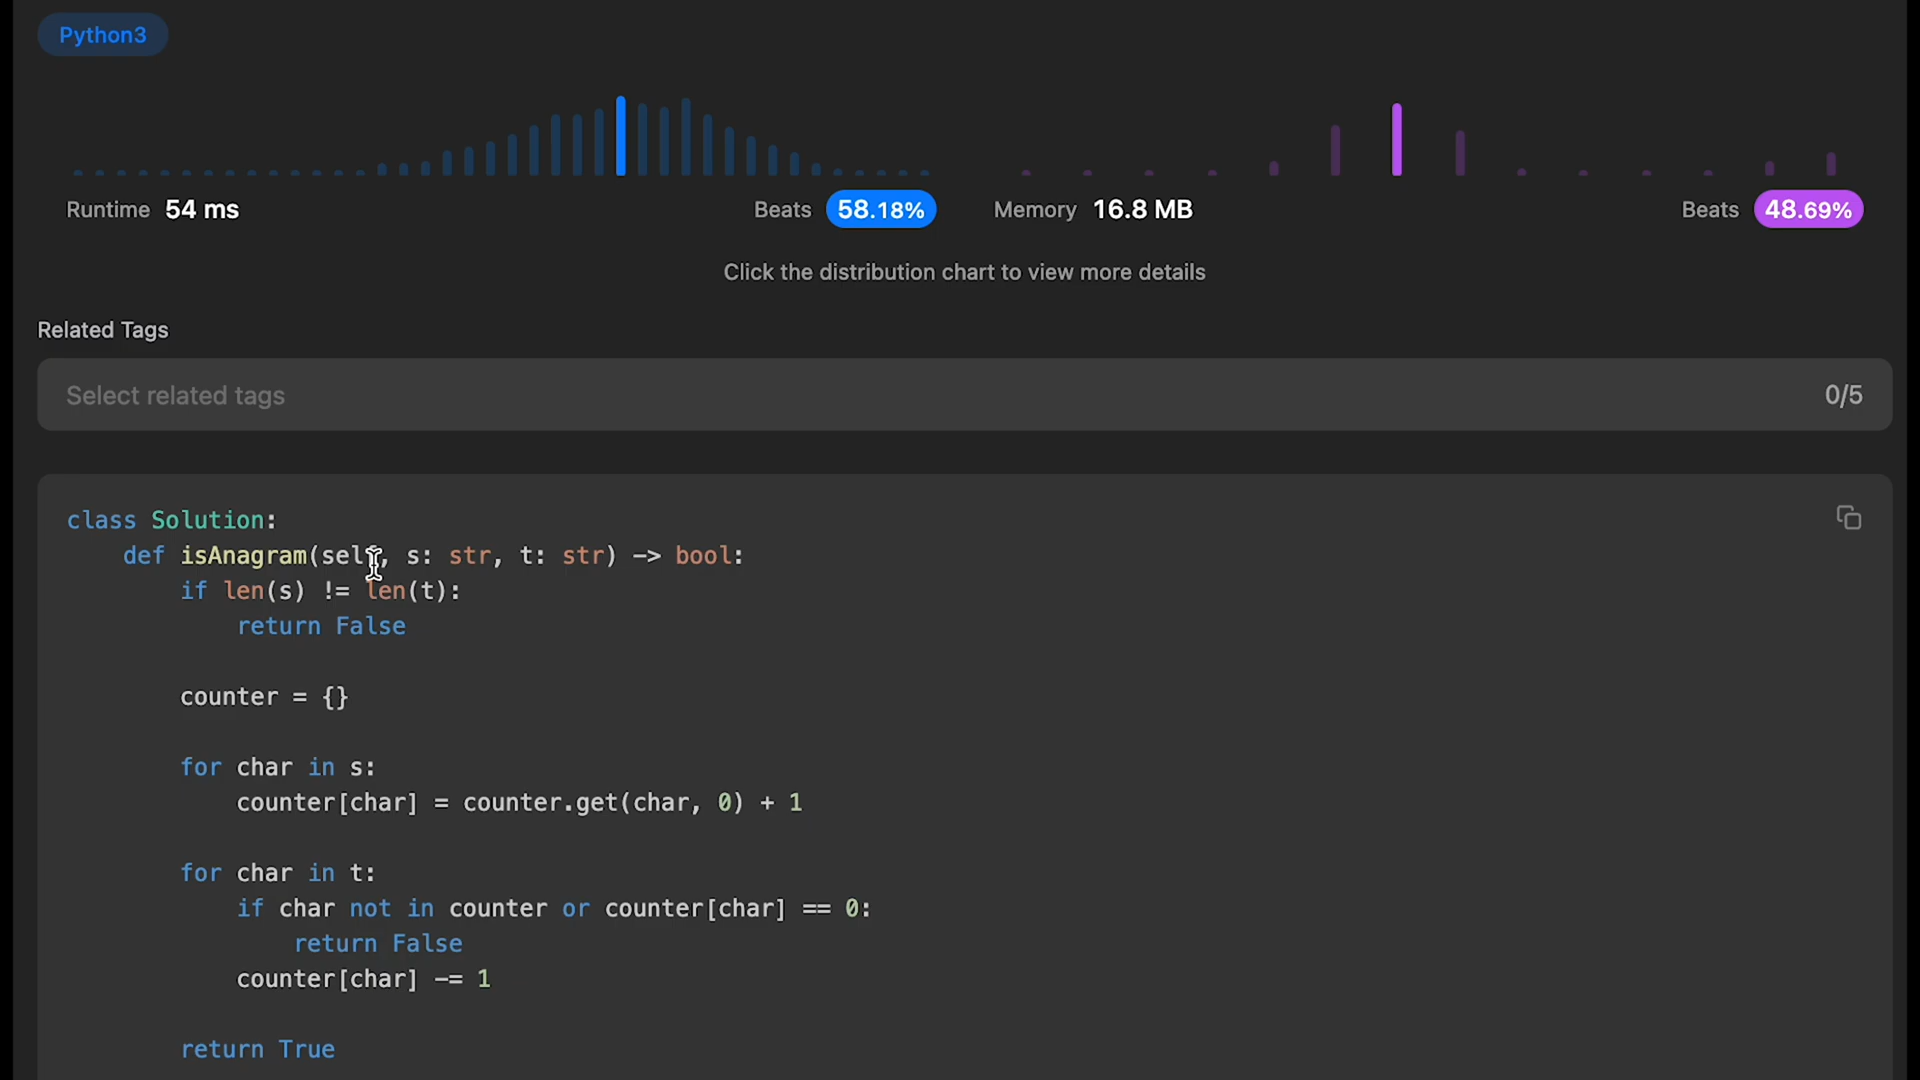 Python3
Runtime 54 ms Beats 58.18% Memory 16.8 MB Beats 48.69%
Click the distribution chart to view more details
Related Tags
Select related tags 0/5
class Solution:
    def isAnagram(self, s: str, t: str) -> bool:
        if len(s) != len(t):
            return False
        counter = {}
        for char in s:
            counter[char] = counter.get(char, 0) + 1
        for char in t:
            if char not in counter or counter[char] == 0:
                return False
            counter[char] -= 1
        return True